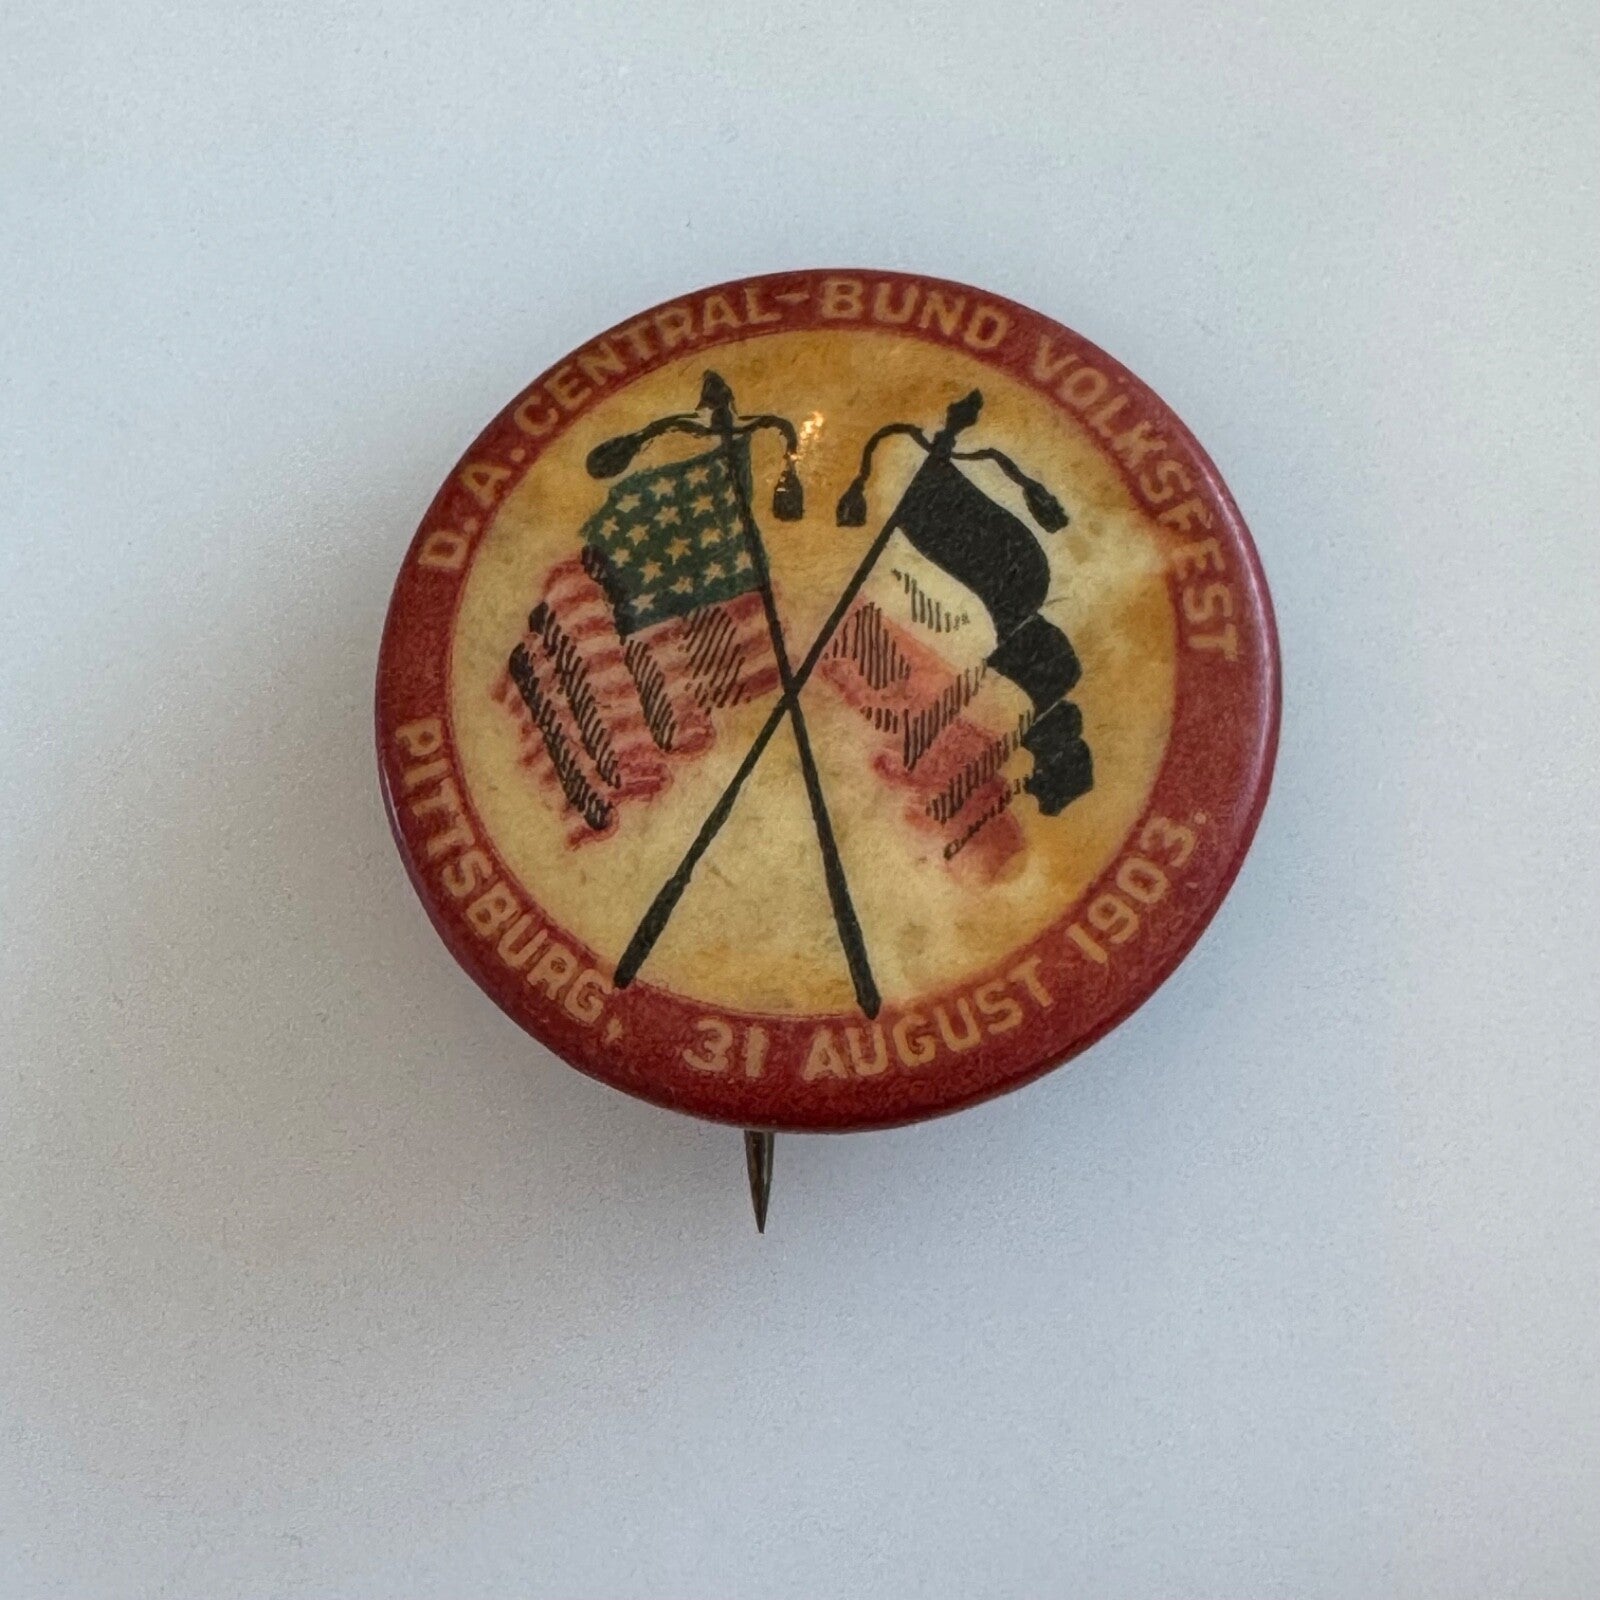 D. A. CENTRAL-BUND VOLKSFEST
PITTSBURG, 31 AUGUST 1903.